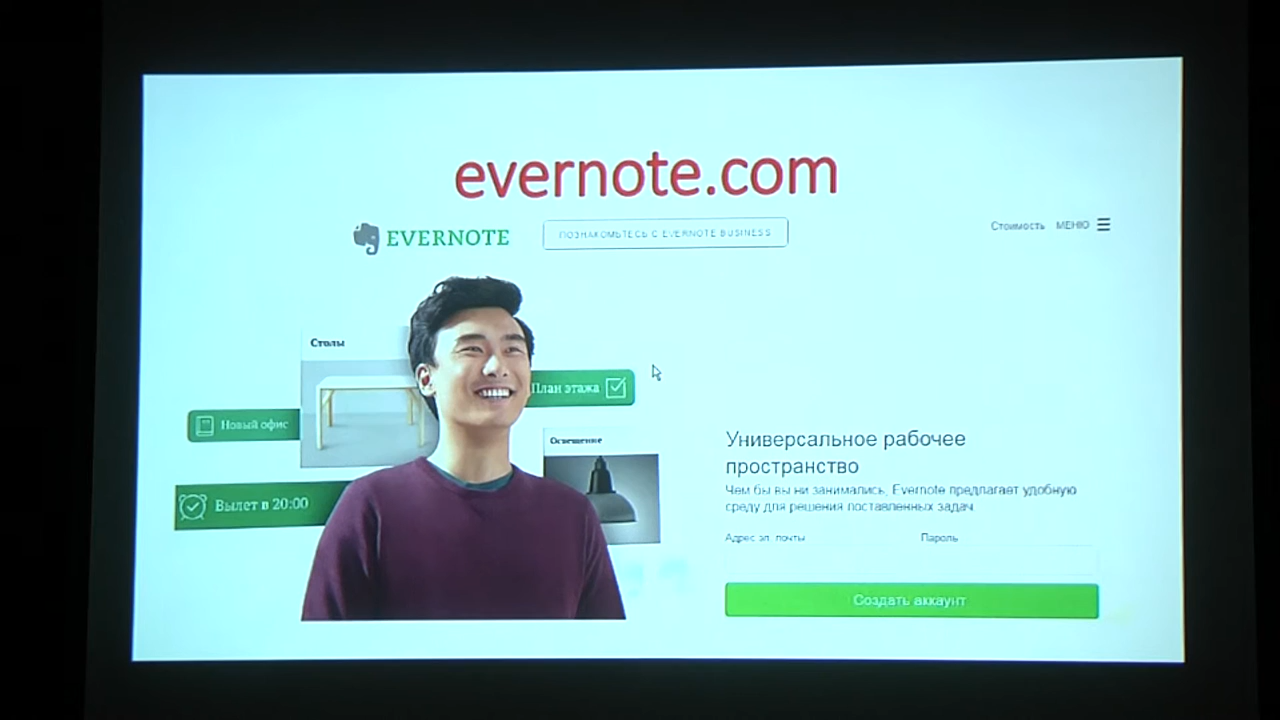 evernote.com
EVERNOTE
ПОЗНАКОМЬТЕСЬ С EVERNOTE BUSINESS
Стоимость МЕНЮ
Столы
План этажа
Новый офис
Освещение
Вылет в 20:00
Универсальное рабочее
пространство
Чем бы вы ни занимались, Evernote предлагает удобную
среду для решения поставленных задач.
Адрес эл. почты Пароль
Создать аккаунт